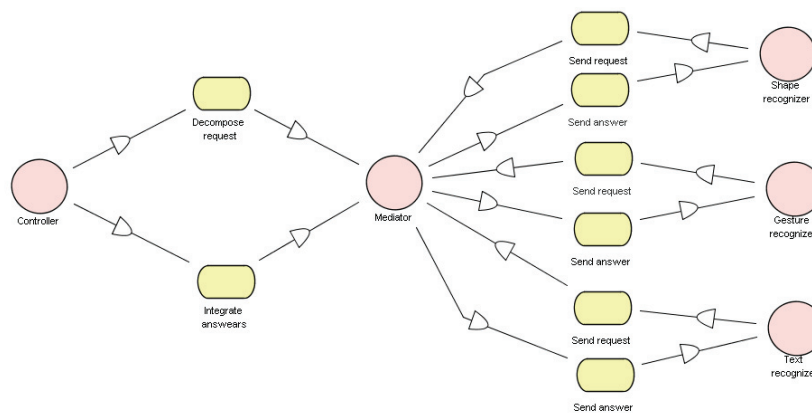 Send request
Shape
recognizer
Decompose
request
Send answer
Controller
Mediator
Send request
Gesture
recognize
Send answer
Integrate
answears
Send request
Text
recognize
Send answer